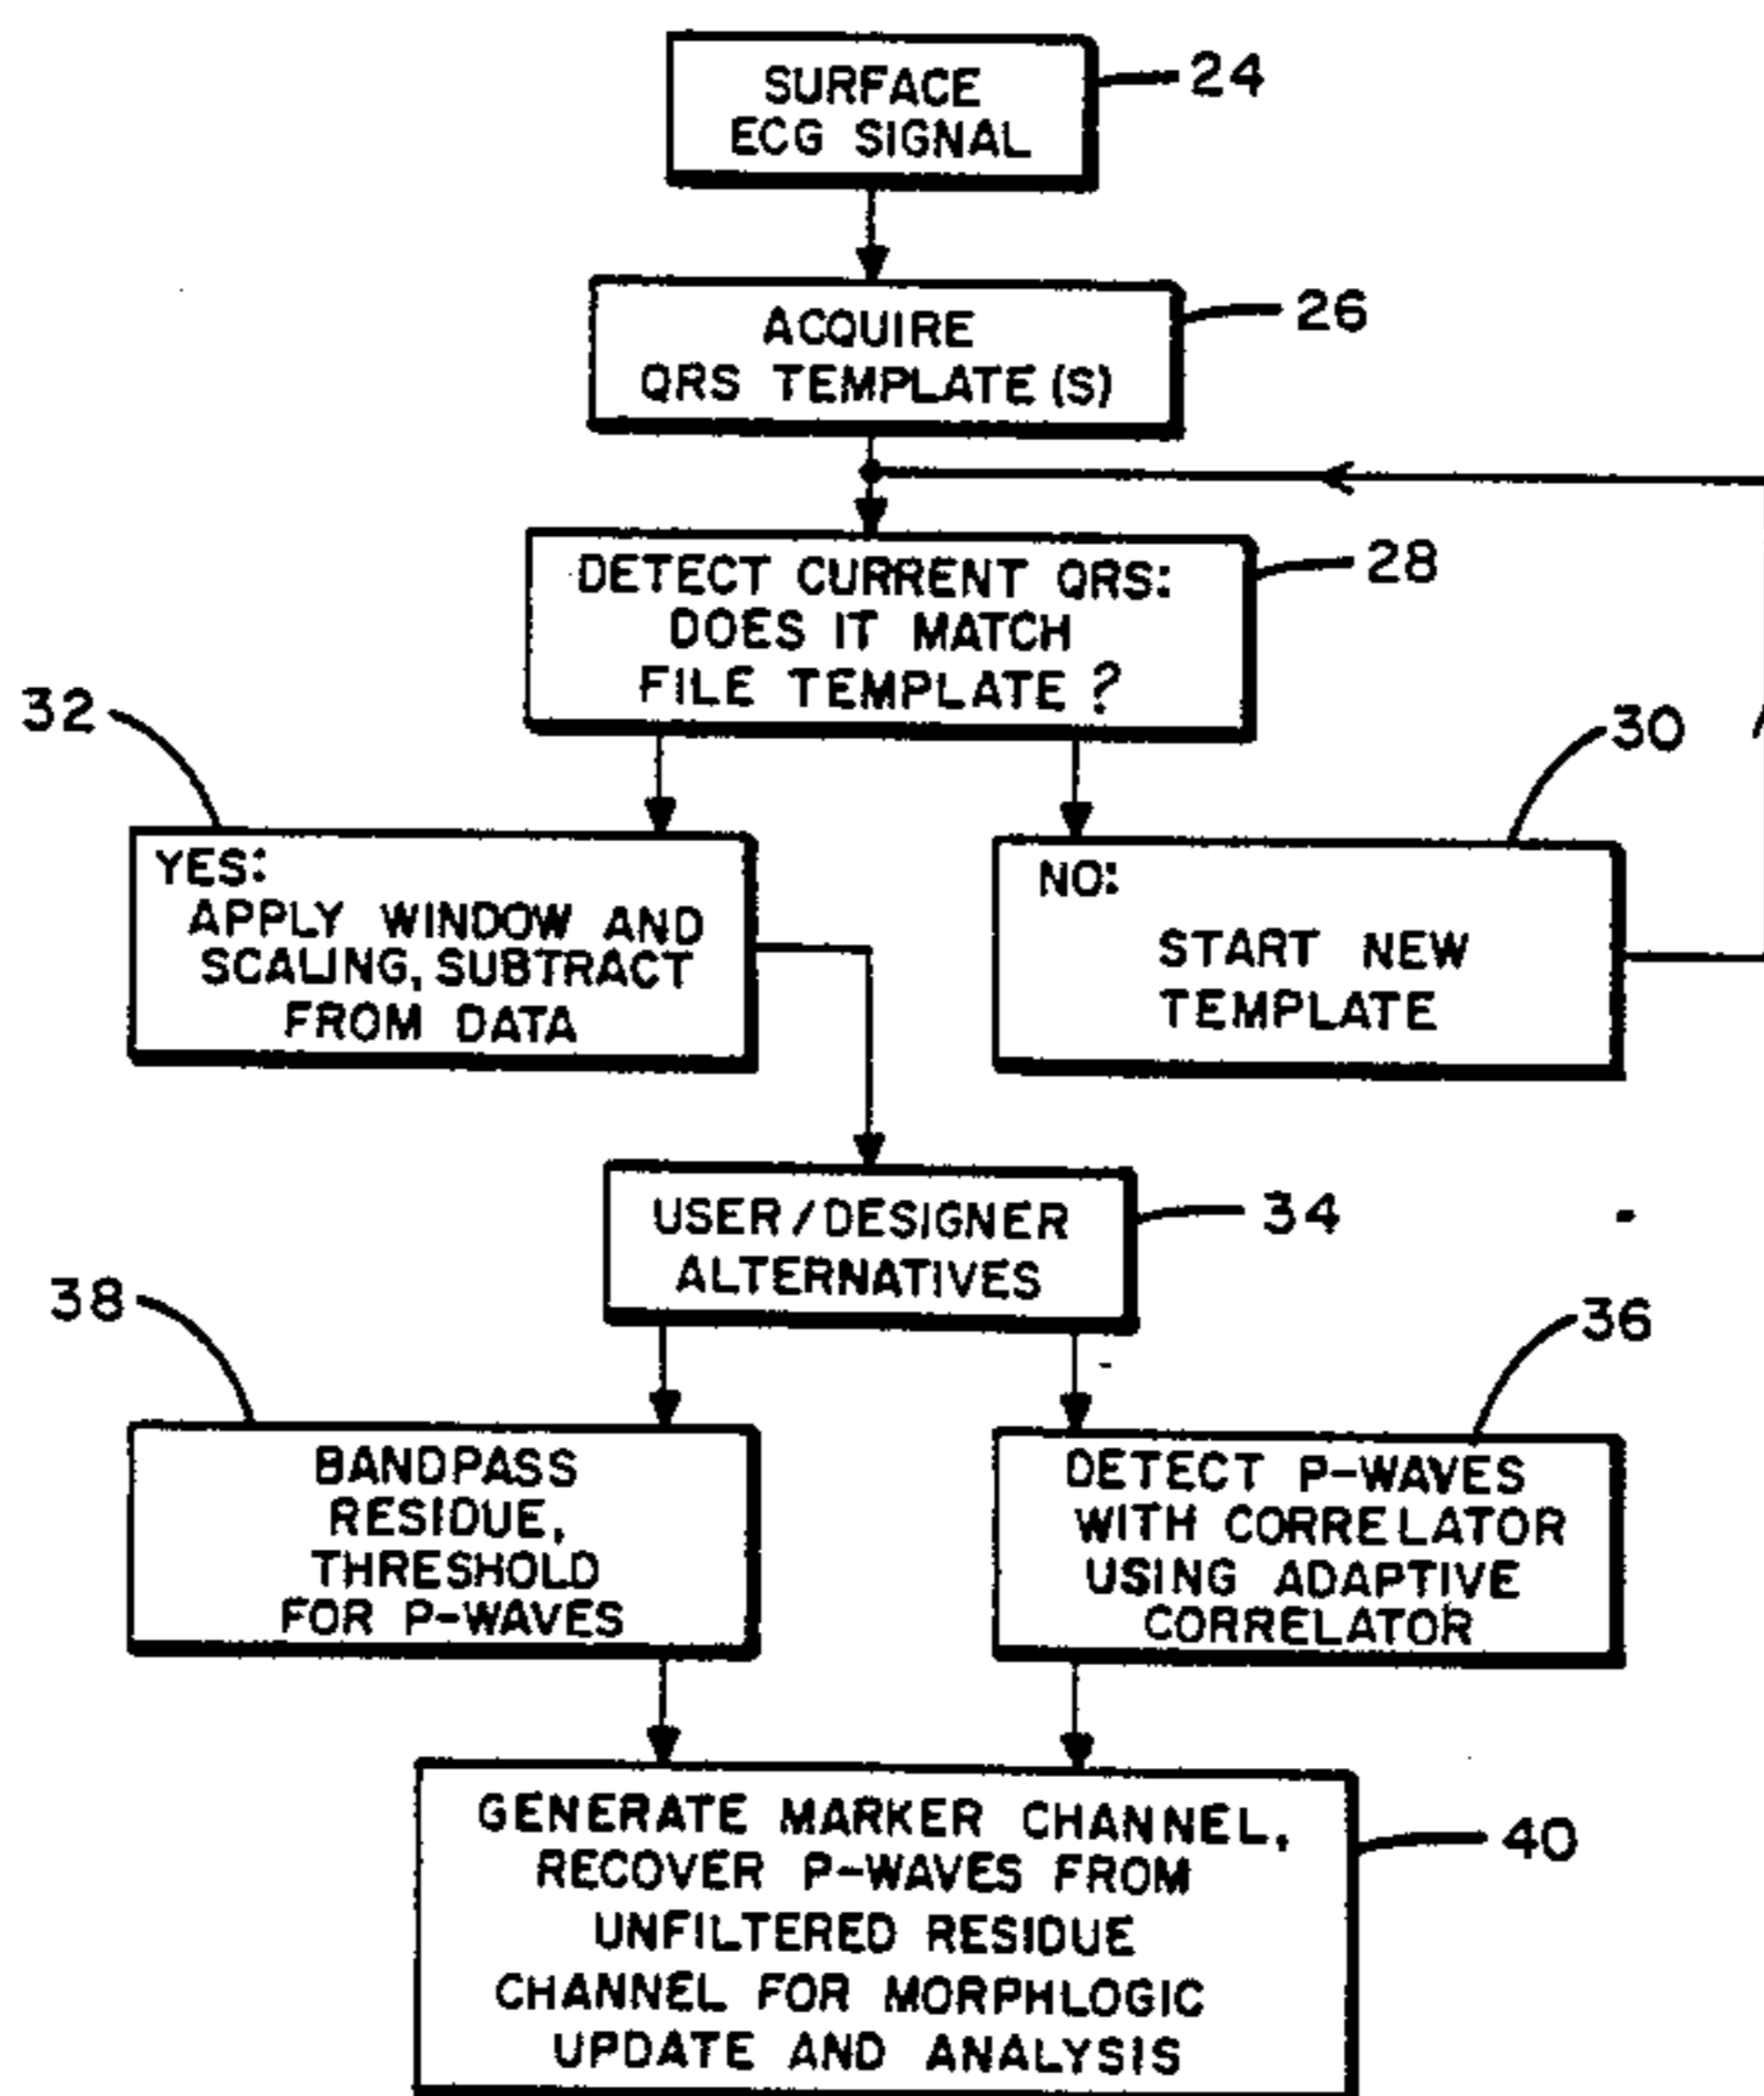 SURFACE
ECG SIGNAL
24
ACQUIRE
QRS TEMPLATE(S)
26
DETECT CURRENT QRS:
DOES IT MATCH
FILE TEMPLATE?
28
32
30
YES:
APPLY WINDOW AND
SCALING, SUBTRACT
FROM DATA
NO:
START NEW
TEMPLATE
USER/DESIGNER
ALTERNATIVES
34
38
36
BANDPASS
RESIDUE,
THRESHOLD
FOR P-WAVES
DETECT P-WAVES
WITH CORRELATOR
USING ADAPTIVE
CORRELATOR
GENERATE MARKER CHANNEL,
RECOVER P-WAVES FROM
UNFILTERED RESIDUE
CHANNEL FOR MORPHLOGIC
UPDATE AND ANALYSIS
40